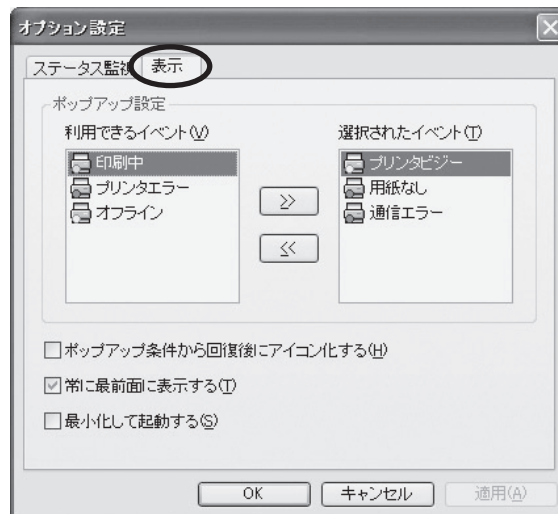 オプション設定
ステータス監視 表示
ポップアップ設定
利用できるイベント(V)
印刷中
プリンタエラー
オフライン
>>
<<
選択されたイベント(T)
プリンタビジー
用紙なし
通信エラー
ポップアップ条件から回復後にアイコン化する(H)
常に最前面に表示する(T)
最小化して起動する(S)
OK キャンセル 適用(A)